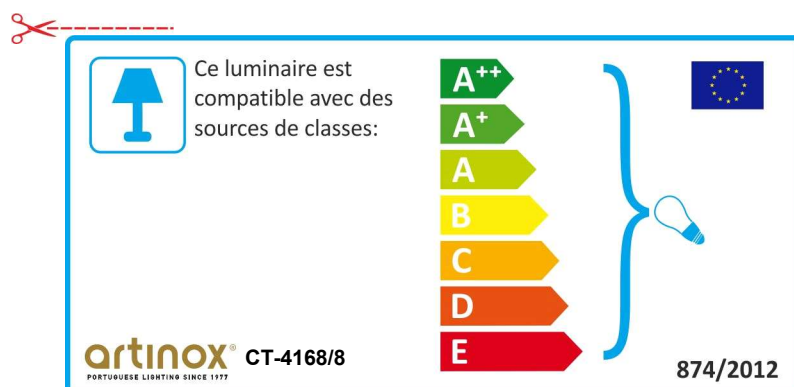 Ce luminaire est
compatible avec des
sources de classes:
A++
A+
A
B
C
D
E
artinox® CT-4168/8
PORTUGUESE LIGHTING SINCE 1977
874/2012